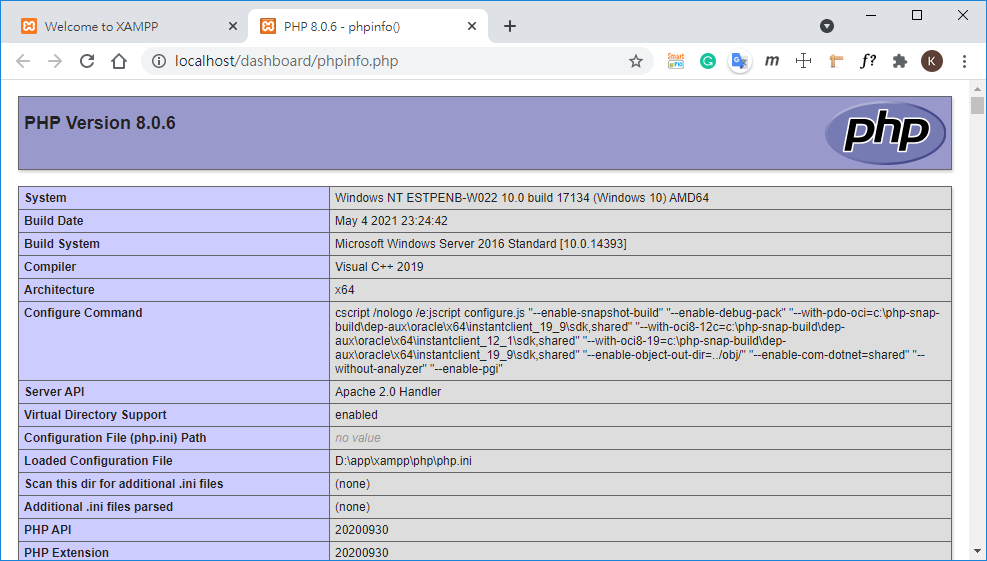 Welcome to XAMPP
PHP 8.0.6 - phpinfo()
localhost/dashboard/phpinfo.php
Smart
GPIO
m
f?
K
PHP Version 8.0.6
php
System Windows NT ESTPENB-W022 10.0 build 17134 (Windows 10) AMD64
Build Date May 4 2021 23:24:42
Build System Microsoft Windows Server 2016 Standard [10.0.14393]
Compiler Visual C++ 2019
Architecture x64
Configure Command cscript /nologo /e:jscript configure.js "--enable-snapshot-build" "--enable-debug-pack" "--with-pdo-oci=c:\php-snap-
build\dep-aux\oracle\x64\instantclient_19_9\sdk,shared" "--with-oci8-12c=c:\php-snap-build\dep-
aux\oracle\x64\instantclient_12_1\sdk,shared" "--with-oci8-19=c:\php-snap-build\dep-
aux\oracle\x64\instantclient_19_9\sdk,shared" "--enable-object-out-dir=../obj/" "--enable-com-dotnet=shared" "--
without-analyzer" "--enable-pgi"
Server API Apache 2.0 Handler
Virtual Directory Support enabled
Configuration File (php.ini) Path no value
Loaded Configuration File D:\app\xampp\php\php.ini
Scan this dir for additional .ini files (none)
Additional .ini files parsed (none)
PHP API 20200930
PHP Extension 20200930